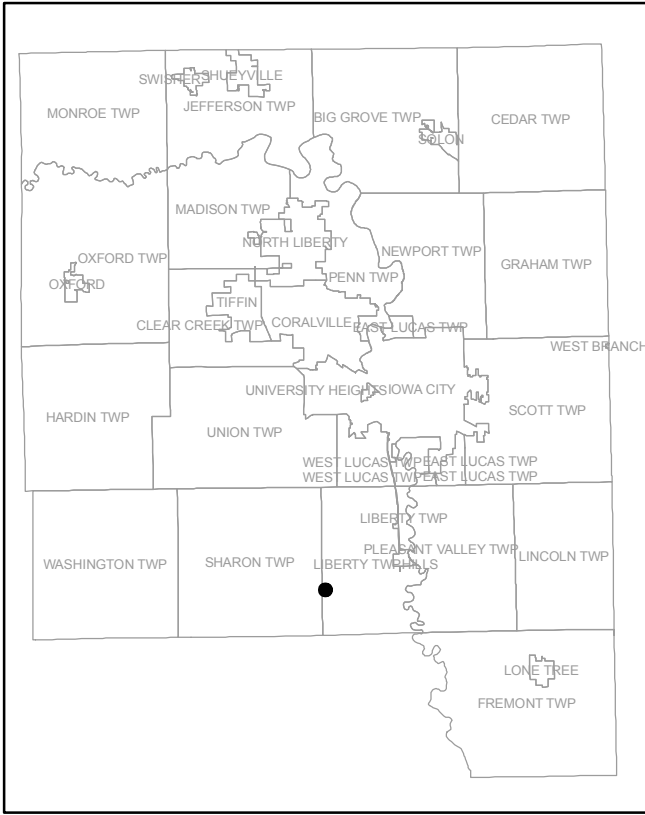 SHUEYVILLE
SWISHER
MONROE TWP
JEFFERSON TWP
BIG GROVE TWP
CEDAR TWP
SOLON
MADISON TWP
NORTH LIBERTY
NEWPORT TWP
OXFORD TWP
GRAHAM TWP
PENN TWP
OXFORD
TIFFIN
CLEAR CREEK TWP
CORALVILLE
EAST LUCAS TWP
WEST BRANCH
UNIVERSITY HEIGHTS
IOWA CITY
HARDIN TWP
SCOTT TWP
UNION TWP
WEST LUCAS TWP
EAST LUCAS TWP
WEST LUCAS TWP
EAST LUCAS TWP
LIBERTY TWP
PLEASANT VALLEY TWP
WASHINGTON TWP
SHARON TWP
LIBERTY TWP
HILLS
LINCOLN TWP
LONE TREE
FREMONT TWP